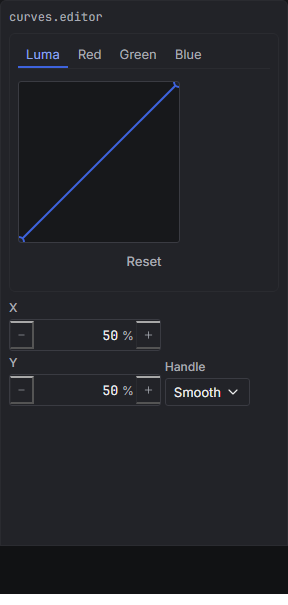 curves.editor
Luma Red Green Blue
Reset
X
− 50 % +
Y
Handle
− 50 % +
Smooth